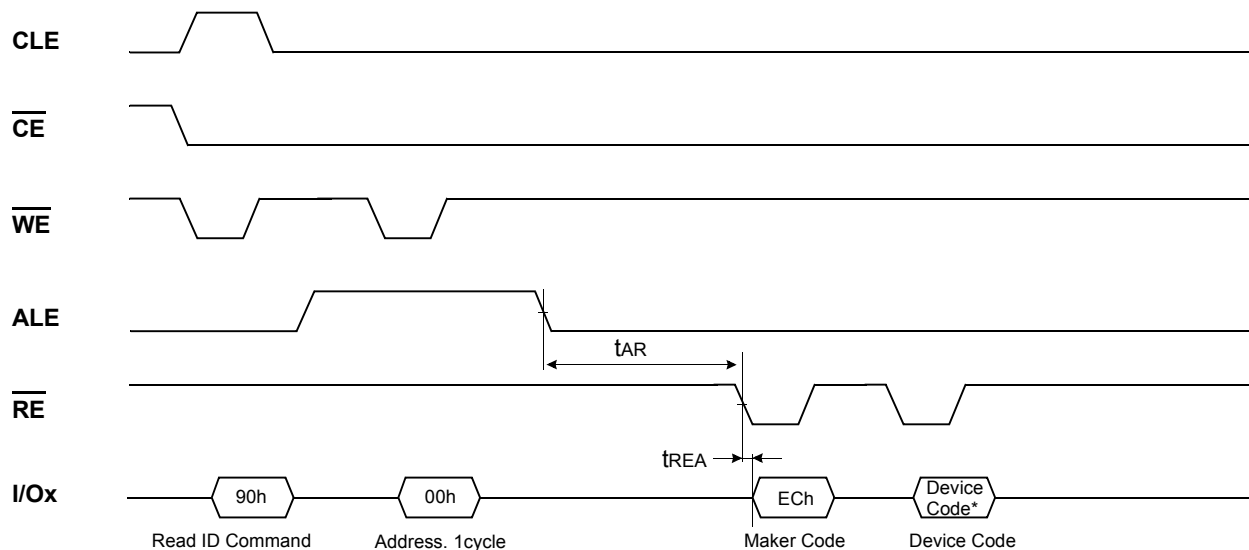 CLE
CE
WE
ALE
tAR
RE
tREA
I/Ox
90h
00h
ECh
Device
Code*
Read ID Command
Address. 1cycle
Maker Code
Device Code